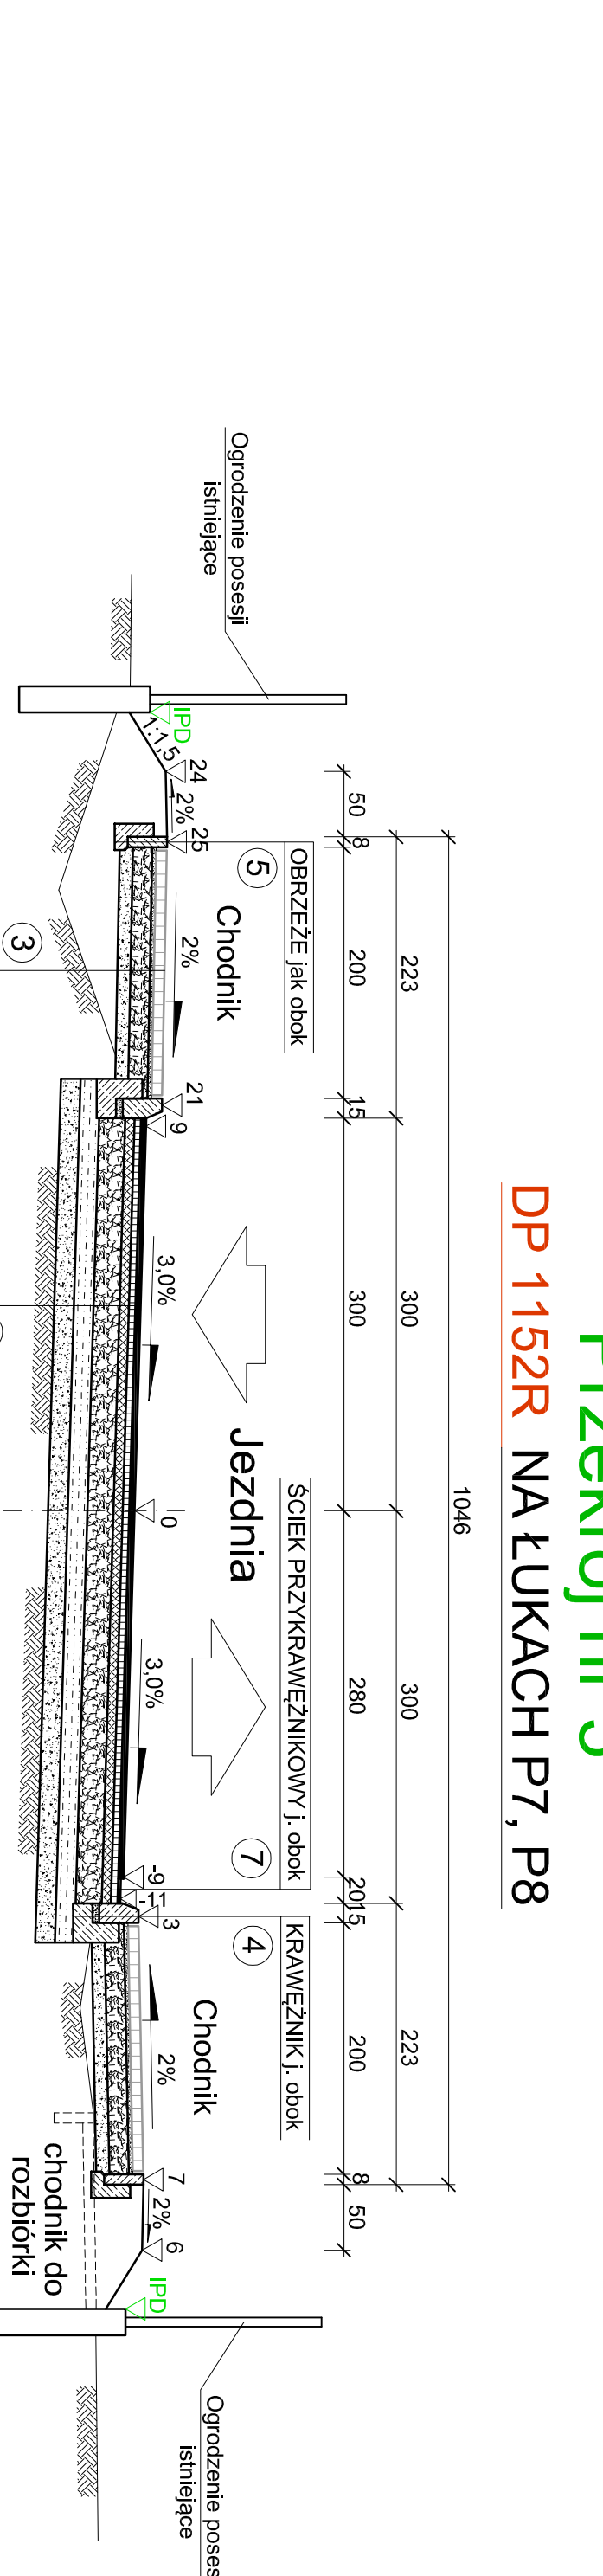 DP 1152R NA ŁUKACH P7, P8
1046
223
300
300
223
50
8
200
15
300
280
20
15
200
8
50
OBRZEŻE jak obok
5
ŚCIEK PRZYKRAWĘŻNIKOWY j. obok
7
KRAWĘŻNIK j. obok
4
Ogrodzenie posesji
istniejące
Chodnik
Jezdnia
Chodnik
Ogrodzenie poses
istniejące
IPD
1:1,5
24
2%
25
2%
21
9
3,0%
0
3,0%
-9
-11
3
2%
7
2%
6
IPD
3
chodnik do
rozbiórki